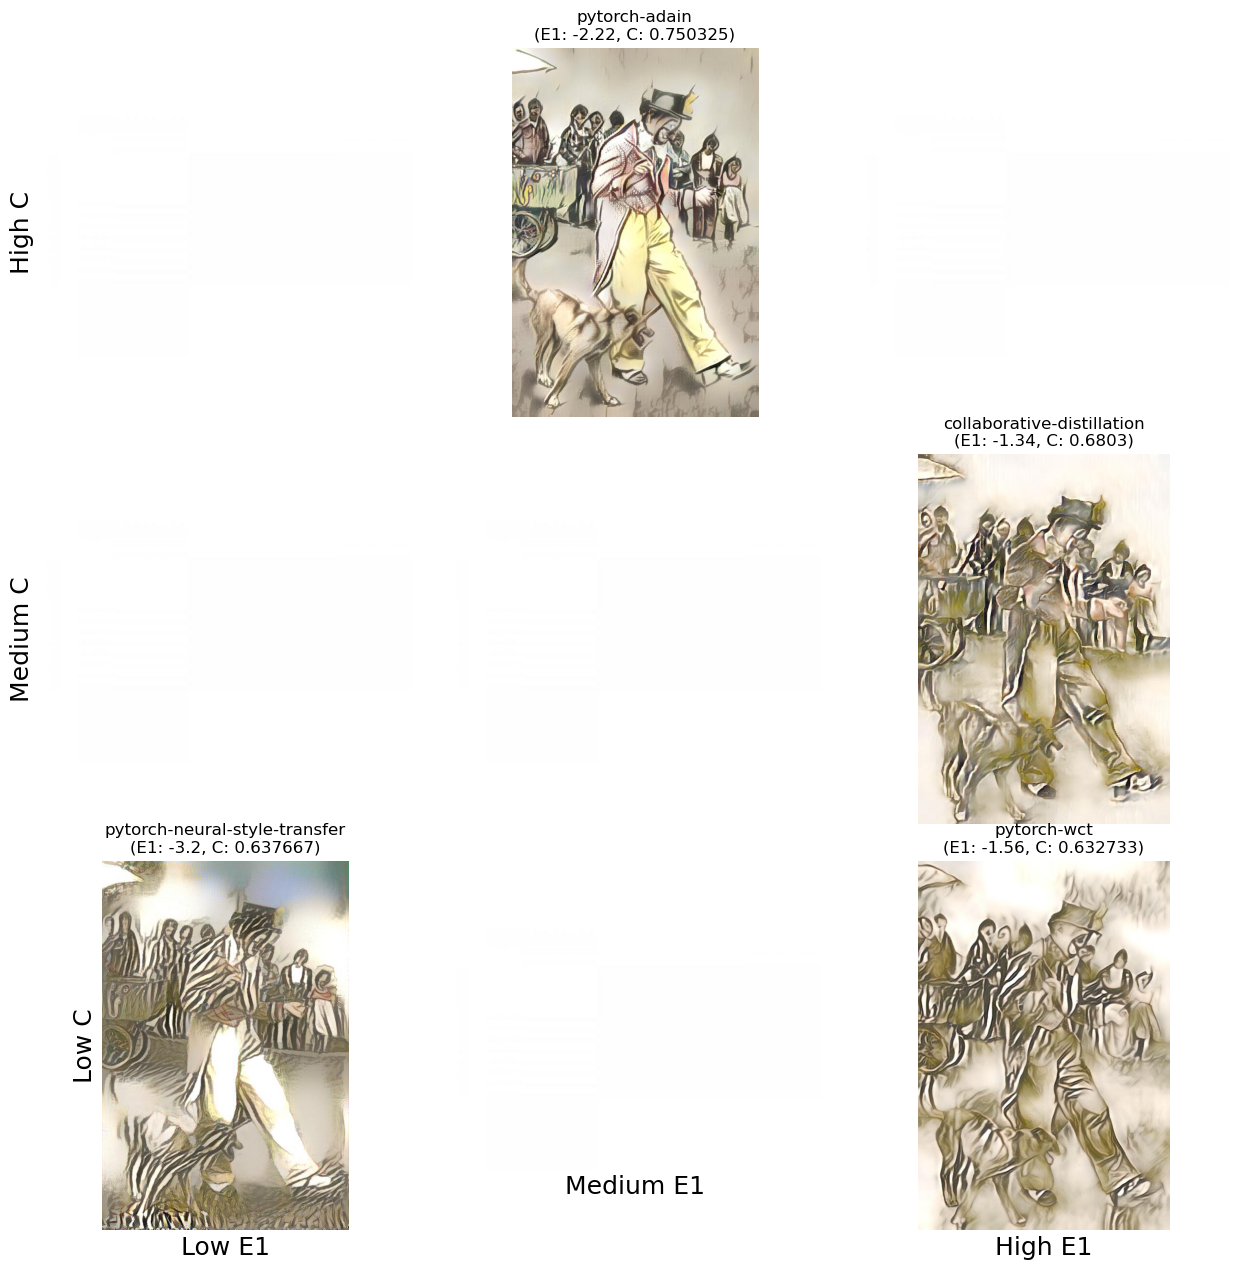 pytorch-adain
(E1: -2.22, C: 0.750325)
High C
collaborative-distillation
(E1: -1.34, C: 0.6803)
Medium C
pytorch-neural-style-transfer
(E1: -3.2, C: 0.637667)
pytorch-wct
(E1: -1.56, C: 0.632733)
Low C
Low E1
Medium E1
High E1